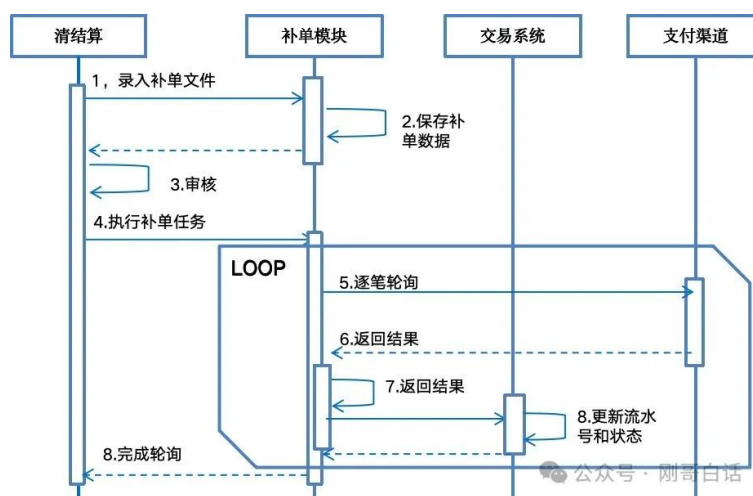 清结算
补单模块
交易系统
支付渠道
1，录入补单文件
2.保存补
单数据
3.审核
4.执行补单任务
LOOP
5.逐笔轮询
6.返回结果
7.返回结果
8.更新流水
号和状态
8.完成轮询
公众号 · 刚哥白话